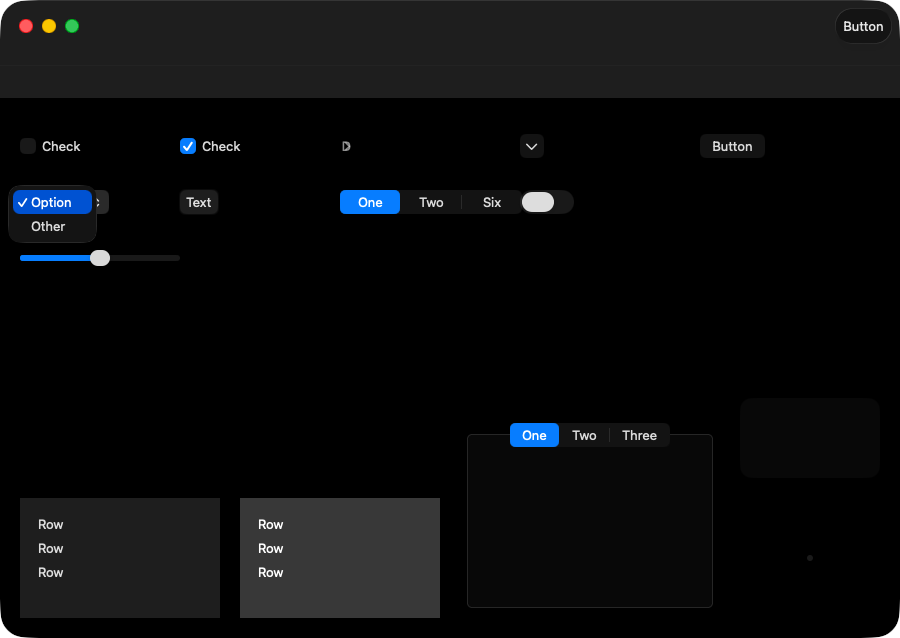 Button
Check
Check
Button
Option
Text
One
Two
Six
Other
One
Two
Three
Row
Row
Row
Row
Row
Row